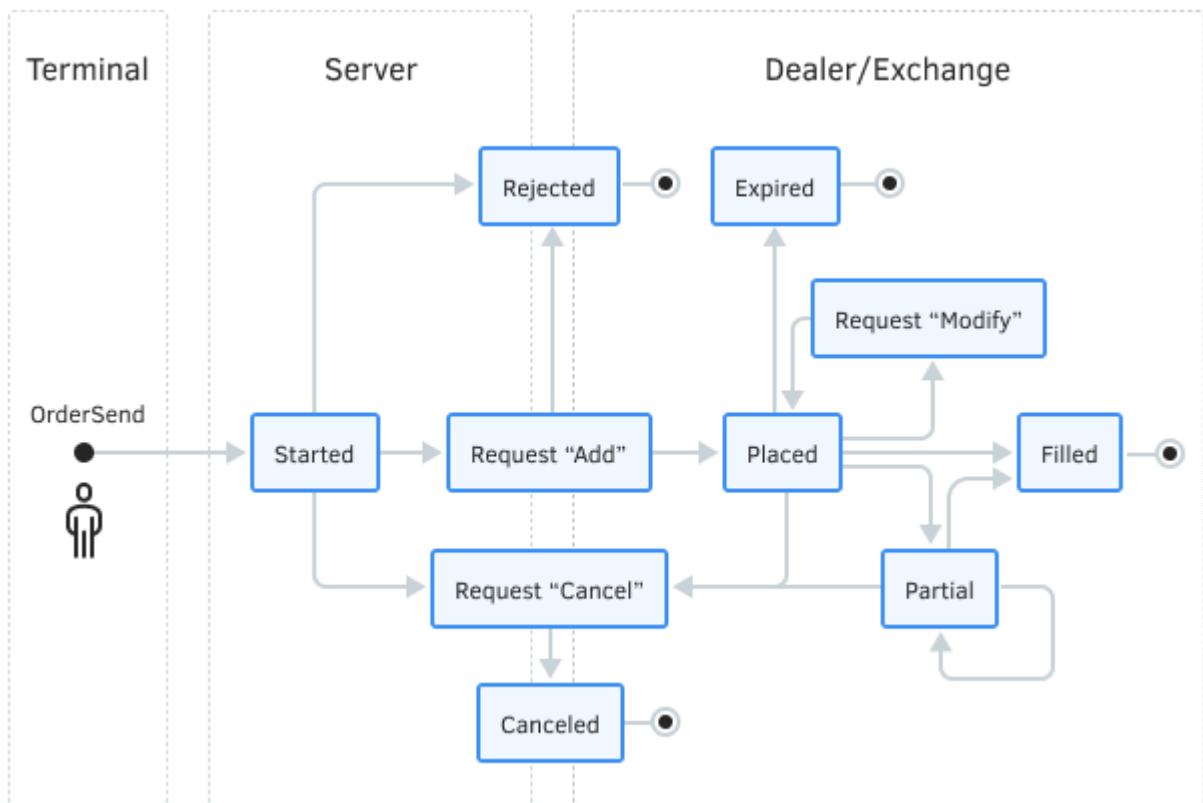 Terminal
Server
Dealer/Exchange
Rejected
Expired
Request “Modify”
OrderSend
Started
Request “Add”
Placed
Filled
Request “Cancel”
Partial
Canceled